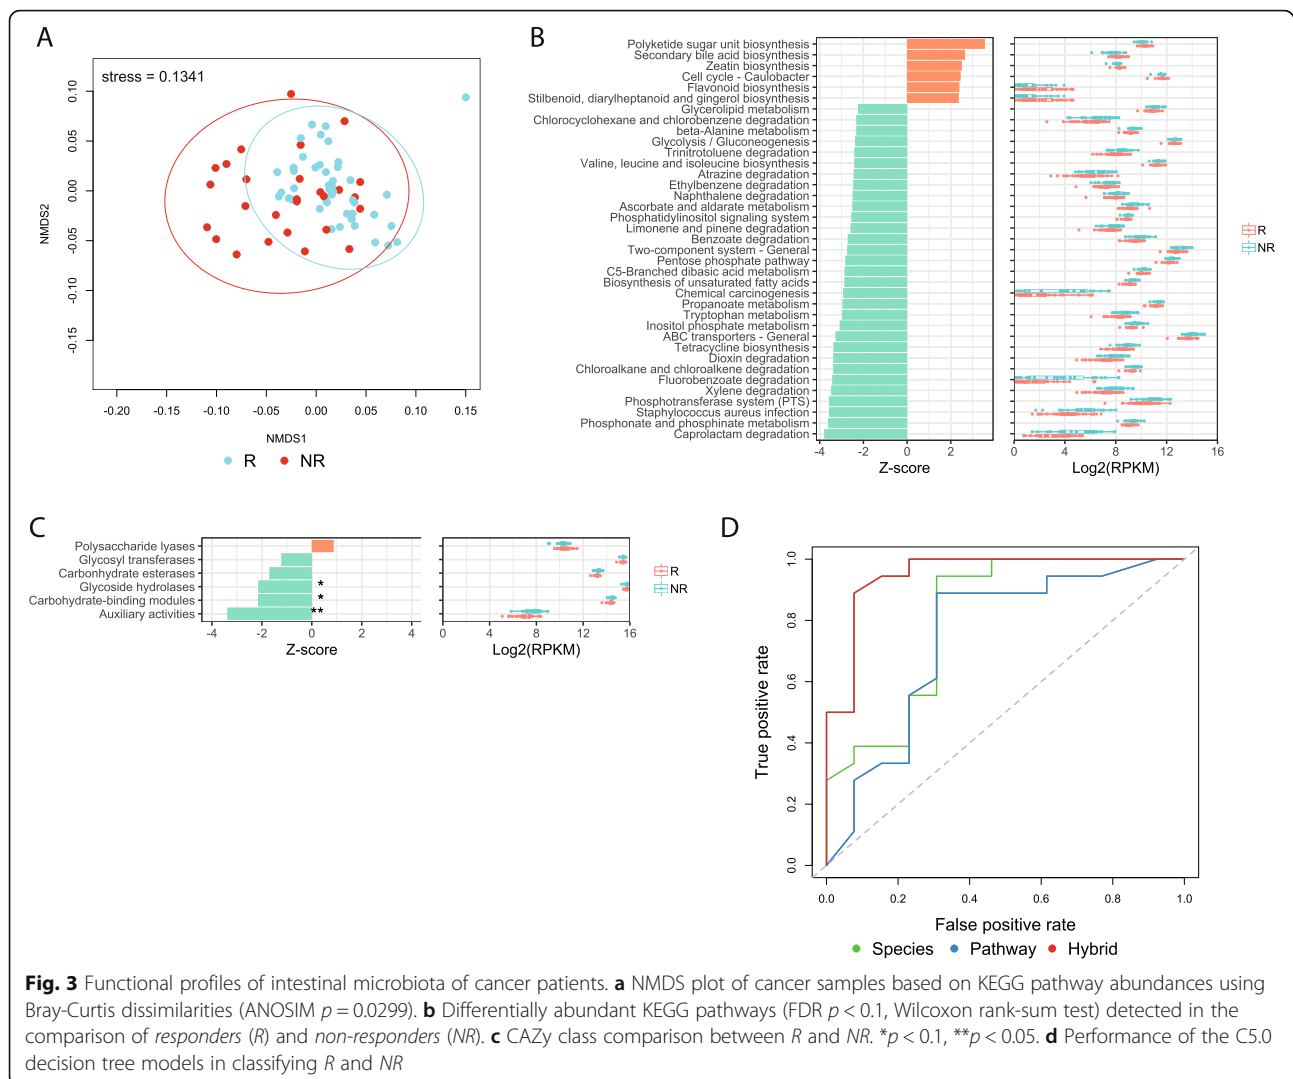 A
stress = 0.1341
NMDS2
0.10
0.05
0.00
-0.05
-0.10
-0.15
-0.20 -0.15 -0.10 -0.05 0.00 0.05 0.10 0.15
NMDS1
R NR
B
Polyketide sugar unit biosynthesis
Secondary bile acid biosynthesis
Zeatin biosynthesis
Cell cycle - Caulobacter
Flavonoid biosynthesis
Stilbenoid, diarylheptanoid and gingerol biosynthesis
Glycerolipid metabolism
Chlorocyclohexane and chlorobenzene degradation
beta-Alanine metabolism
Glycolysis / Gluconeogenesis
Trinitrotoluene degradation
Valine, leucine and isoleucine biosynthesis
Atrazine degradation
Ethylbenzene degradation
Naphthalene degradation
Ascorbate and aldarate metabolism
Phosphatidylinositol signaling system
Limonene and pinene degradation
Benzoate degradation
Two-component system - General
Pentose phosphate pathway
C5-Branched dibasic acid metabolism
Biosynthesis of unsaturated fatty acids
Chemical carcinogenesis
Propanoate metabolism
Tryptophan metabolism
Inositol phosphate metabolism
ABC transporters - General
Tetracycline biosynthesis
Dioxin degradation
Chloroalkane and chloroalkene degradation
Fluorobenzoate degradation
Xylene degradation
Phosphotransferase system (PTS)
Staphylococcus aureus infection
Phosphonate and phosphinate metabolism
Caprolactam degradation
-4 -2 0 2
Z-score
0 4 8 12 16
Log2(RPKM)
R
NR
C
Polysaccharide lyases
Glycosyl transferases
Carbonhydrate esterases
Glycoside hydrolases *
Carbohydrate-binding modules *
Auxiliary activities **
-4 -2 0 2 4
Z-score
0 4 8 12 16
Log2(RPKM)
R
NR
D
True positive rate
1.0
0.8
0.6
0.4
0.2
0.0
0.0 0.2 0.4 0.6 0.8 1.0
False positive rate
Species Pathway Hybrid
Fig. 3 Functional profiles of intestinal microbiota of cancer patients. a NMDS plot of cancer samples based on KEGG pathway abundances using
Bray-Curtis dissimilarities (ANOSIM p = 0.0299). b Differentially abundant KEGG pathways (FDR p < 0.1, Wilcoxon rank-sum test) detected in the
comparison of responders (R) and non-responders (NR). c CAZy class comparison between R and NR. *p < 0.1, **p < 0.05. d Performance of the C5.0
decision tree models in classifying R and NR